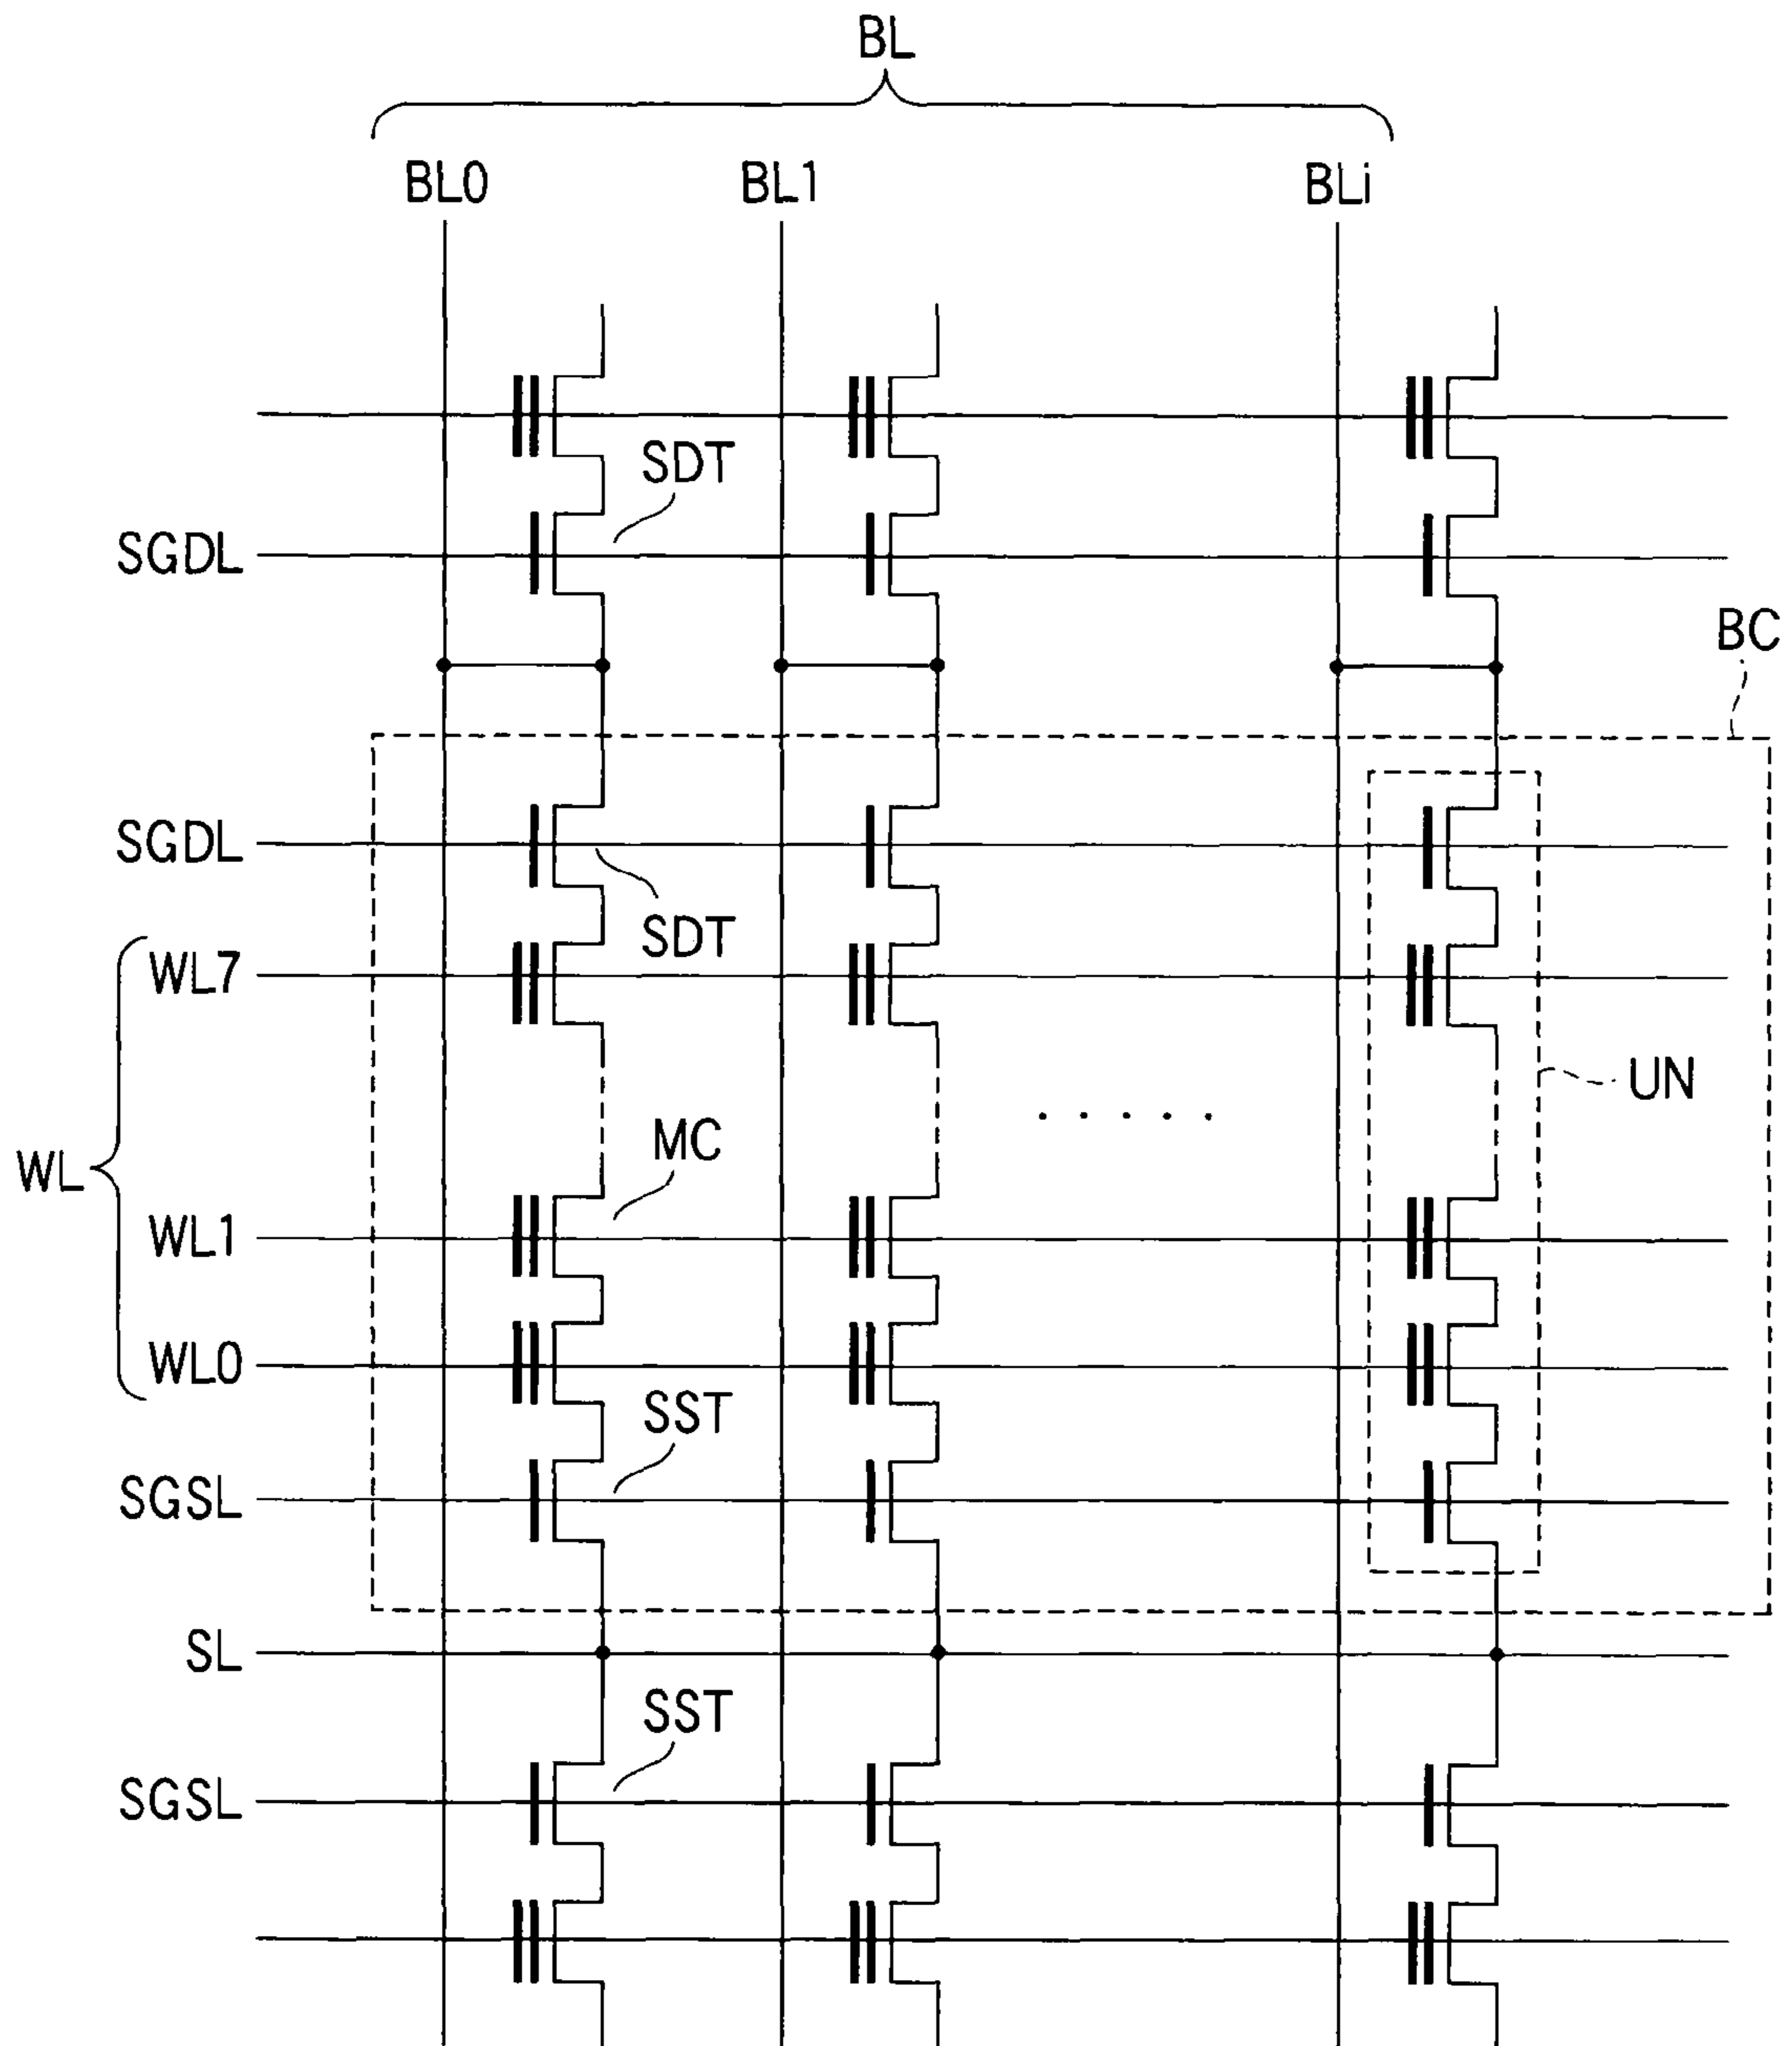 BL
BL0 BL1 BLi
SDT
SGDL
BC
SGDL
SDT
WL7
UN
MC
WL
WL1
WL0
SST
SGSL
SL
SST
SGSL